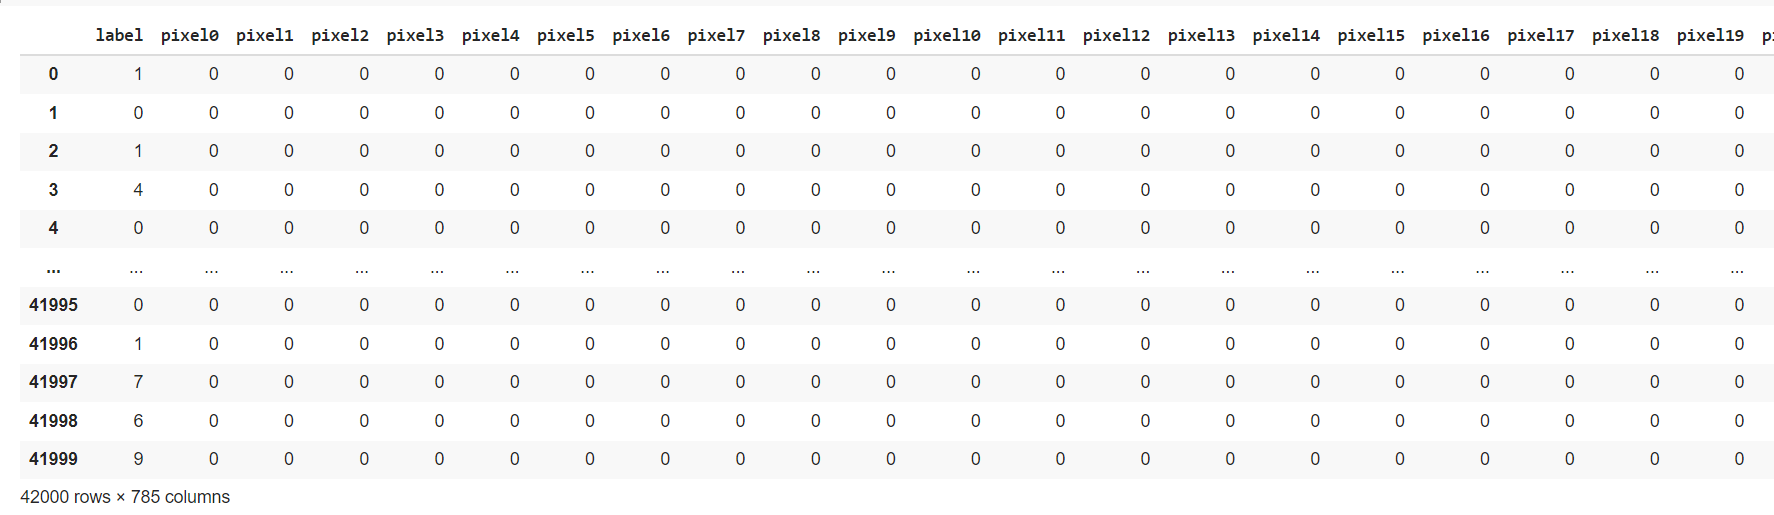 label pixel0 pixel1 pixel2 pixel3 pixel4 pixel5 pixel6 pixel7 pixel8 pixel9 pixel10 pixel11 pixel12 pixel13 pixel14 pixel15 pixel16 pixel17 pixel18 pixel19
0 1 0 0 0 0 0 0 0 0 0 0 0 0 0 0 0 0 0 0 0 0
1 0 0 0 0 0 0 0 0 0 0 0 0 0 0 0 0 0 0 0 0 0
2 1 0 0 0 0 0 0 0 0 0 0 0 0 0 0 0 0 0 0 0 0
3 4 0 0 0 0 0 0 0 0 0 0 0 0 0 0 0 0 0 0 0 0
4 0 0 0 0 0 0 0 0 0 0 0 0 0 0 0 0 0 0 0 0 0
... ... ... ... ... ... ... ... ... ... ... ... ... ... ... ... ... ... ... ... ... ...
41995 0 0 0 0 0 0 0 0 0 0 0 0 0 0 0 0 0 0 0 0 0
41996 1 0 0 0 0 0 0 0 0 0 0 0 0 0 0 0 0 0 0 0 0
41997 7 0 0 0 0 0 0 0 0 0 0 0 0 0 0 0 0 0 0 0 0
41998 6 0 0 0 0 0 0 0 0 0 0 0 0 0 0 0 0 0 0 0 0
41999 9 0 0 0 0 0 0 0 0 0 0 0 0 0 0 0 0 0 0 0 0
42000 rows × 785 columns